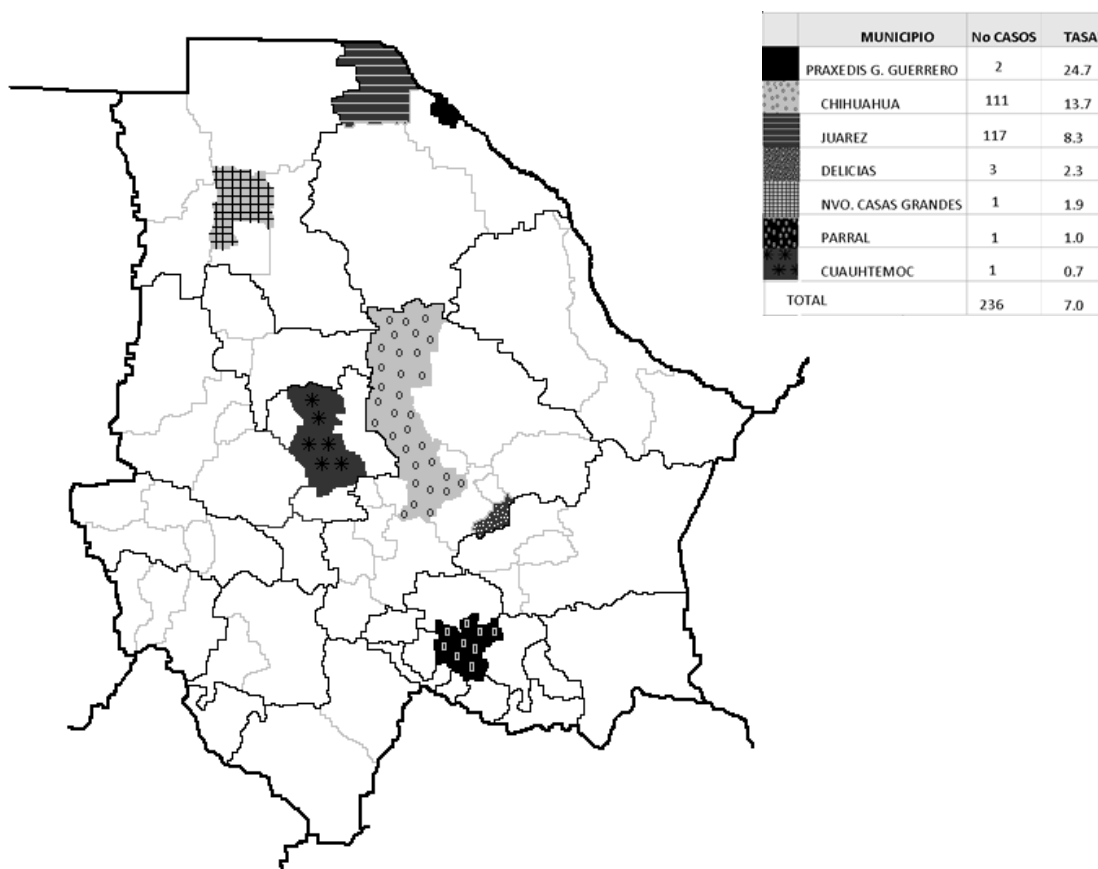 MUNICIPIO No CASOS TASA
PRAXEDIS G. GUERRERO 2 24.7
CHIHUAHUA 111 13.7
JUAREZ 117 8.3
DELICIAS 3 2.3
NVO. CASAS GRANDES 1 1.9
PARRAL 1 1.0
CUAUHTEMOC 1 0.7
TOTAL 236 7.0